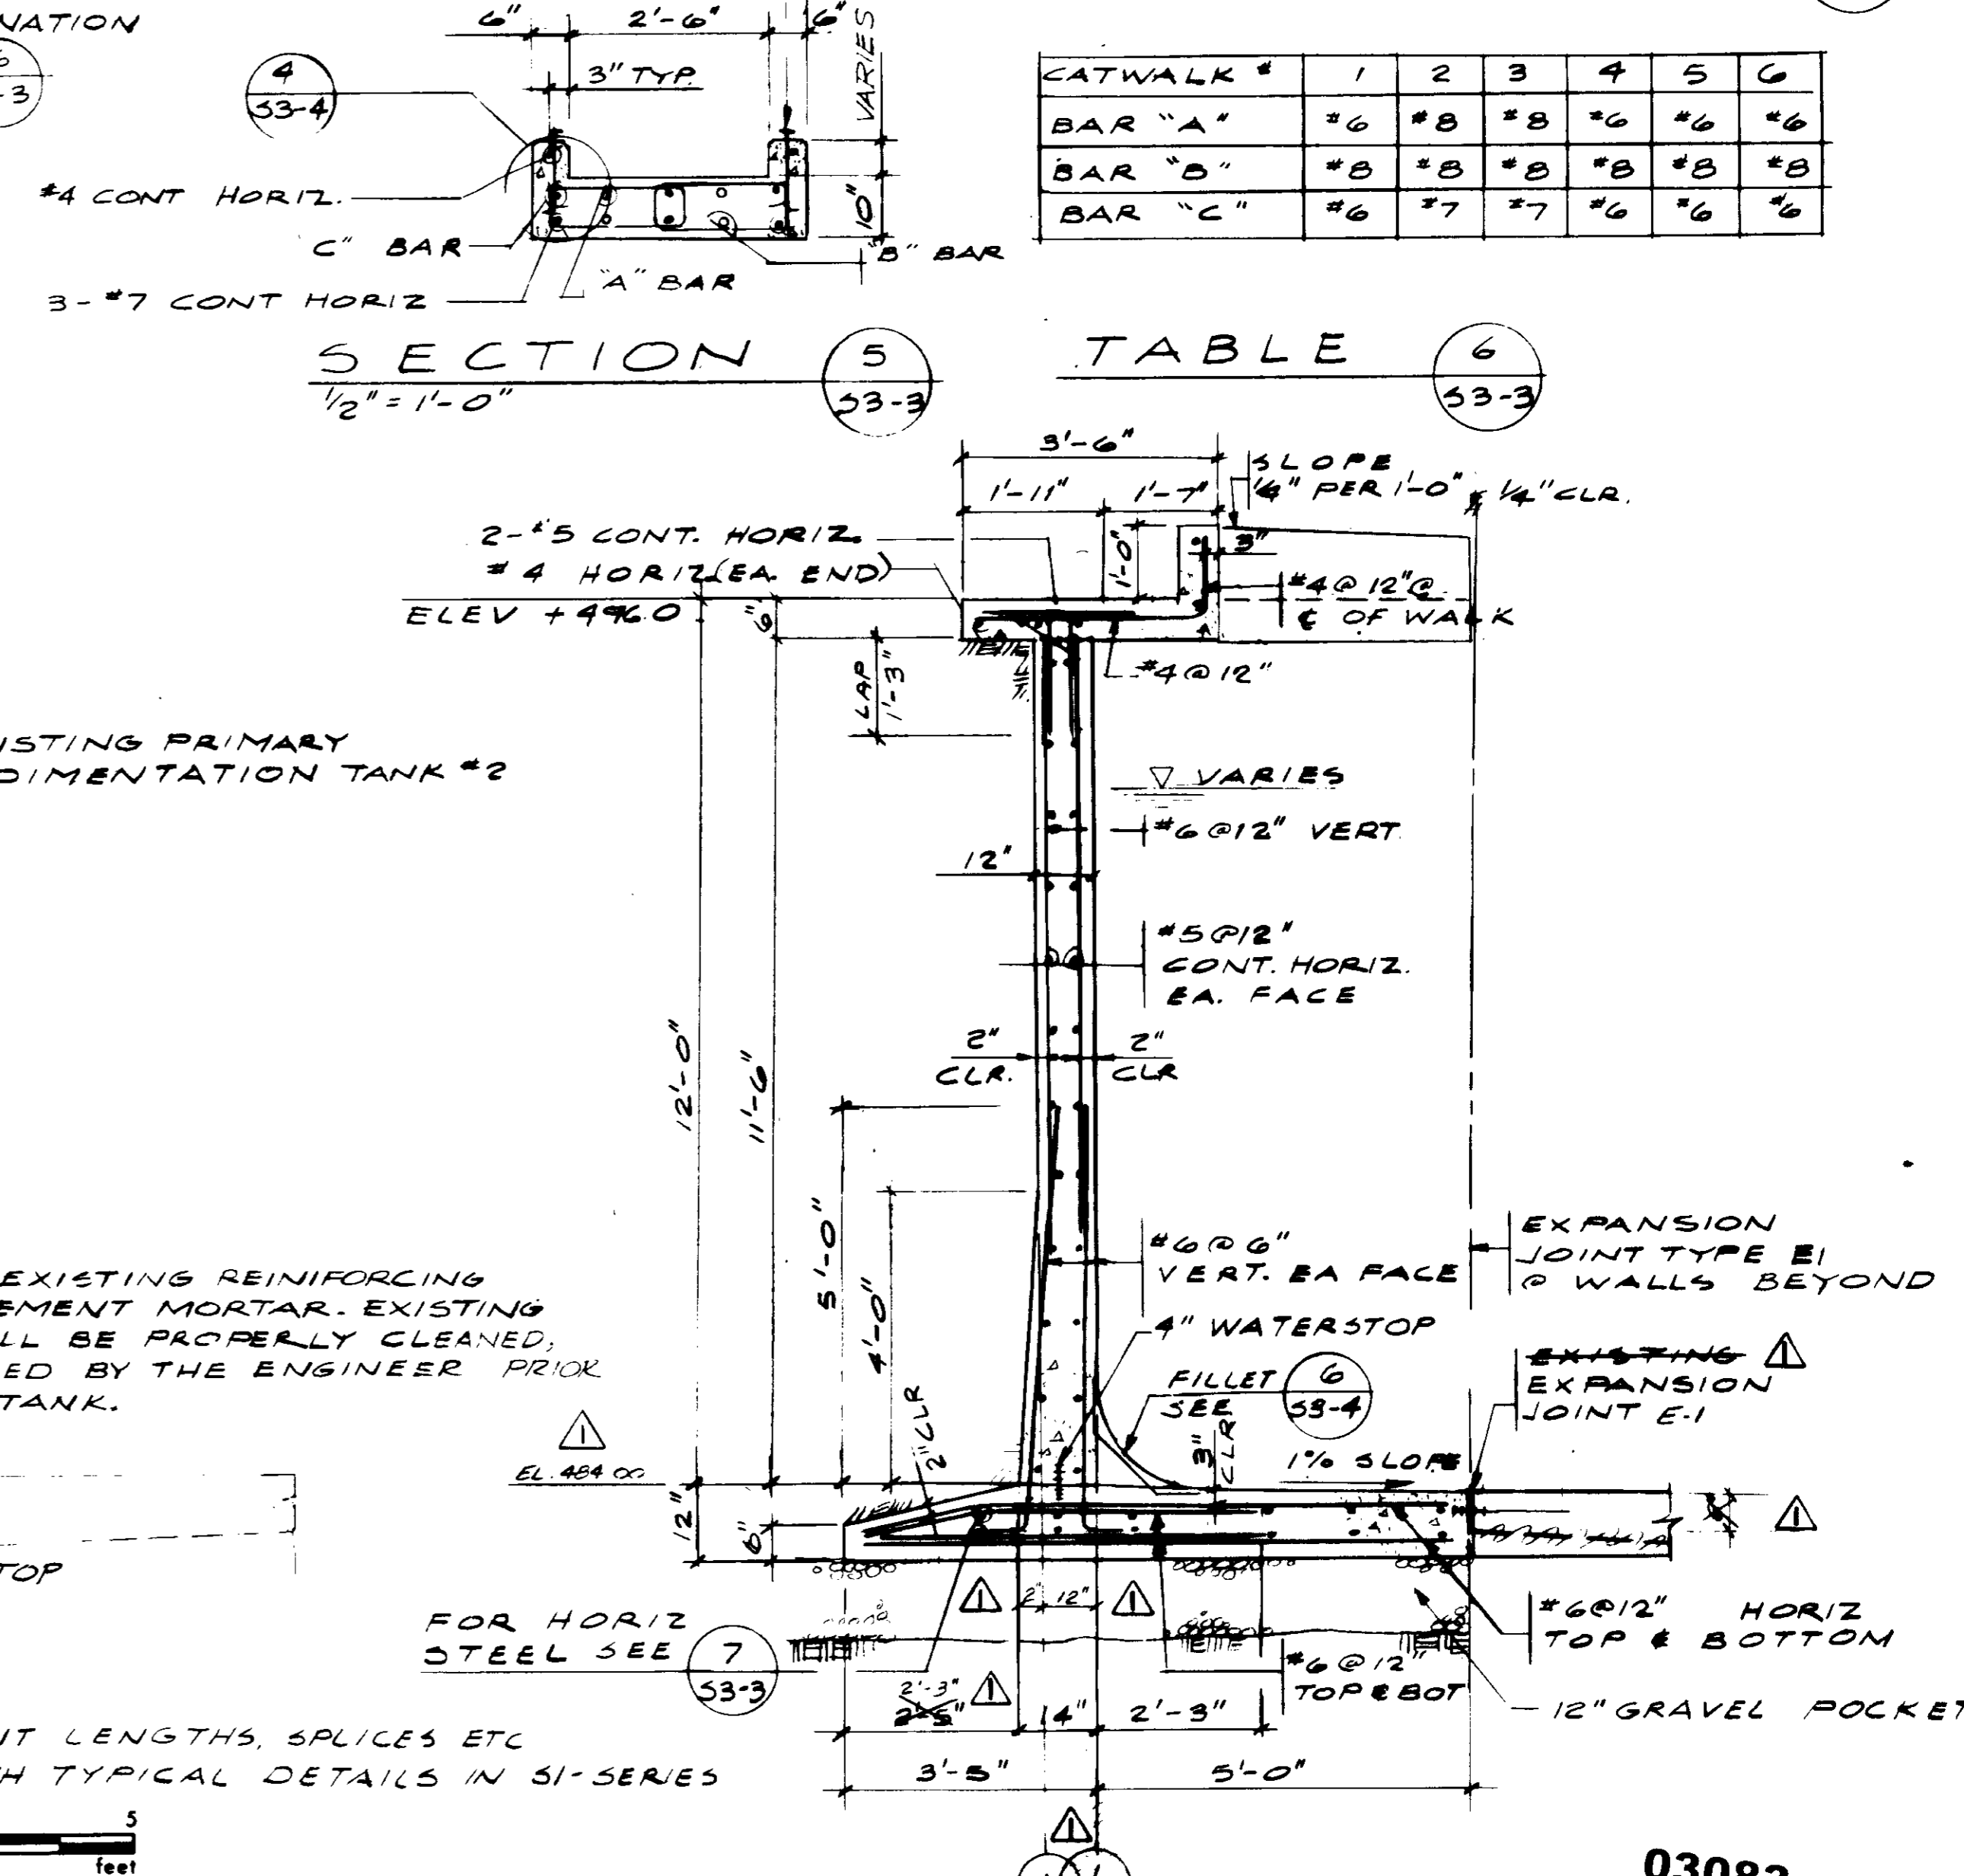 NATION
6" 2'-6" 6"
VARIES
4
S3-4
3" TYP.
#4 CONT HORIZ.
C" BAR
3-#7 CONT HORIZ
"A" BAR
"B" BAR
10"
SECTION
1/2" = 1'-0"
5
S3-3
CATWALK # 1 2 3 4 5 6
BAR "A" #6 #8 #8 #6 #6 #6
BAR "B" #8 #8 #8 #8 #8 #8
BAR "C" #6 #7 #7 #6 #6 #6
TABLE
6
S3-3
3'-6"
1'-11" 1'-7"
SLOPE
1/4" PER 1'-0"
1/4" CLR.
2-#5 CONT. HORIZ.
#4 HORIZ (EA. END)
ELEV +496.0
6"
1'-0"
3"
#4 @ 12" @
℄ OF WALK
#4 @ 12"
LAP
1'-3"
ISTING PRIMARY
DIMENTATION TANK #2
VARIES
#6 @12" VERT.
12"
#5 @12"
CONT. HORIZ.
EA. FACE
2"
CLR.
2"
CLR
12'-0"
11'-6"
5'-0"
4'-0"
#6 @ 6"
VERT. EA FACE
EXPANSION
JOINT TYPE E1
@ WALLS BEYOND
EXISTING REINIFORCING
EMENT MORTAR. EXISTING
LL BE PROPERLY CLEANED,
ED BY THE ENGINEER PRIOR
TANK.
4" WATERSTOP
FILLET
SEE
6
S3-4
EXISTING 1
EXPANSION
JOINT E-1
1
EL. 484.00
2" CLR
3" CLR
1% SLOPE
12"
6"
1
TOP
1 2" 12" 1
FOR HORIZ
STEEL SEE
7
S3-3
#6 @ 12"
TOP & BOT
#6@12" HORIZ
TOP & BOTTOM
12" GRAVEL POCKET
2'-3" 1
2'-5" 14" 2'-3"
3'-5" 5'-0"
NT LENGTHS, SPLICES ETC
H TYPICAL DETAILS IN S1-SERIES
1
5
feet